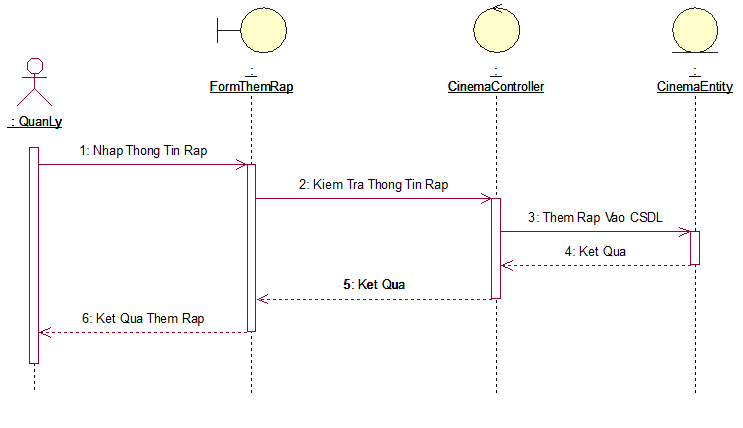 :
FormThemRap
:
CinemaController
:
CinemaEntity
: QuanLy
1: Nhap Thong Tin Rap
2: Kiem Tra Thong Tin Rap
3: Them Rap Vao CSDL
4: Ket Qua
5: Ket Qua
6: Ket Qua Them Rap